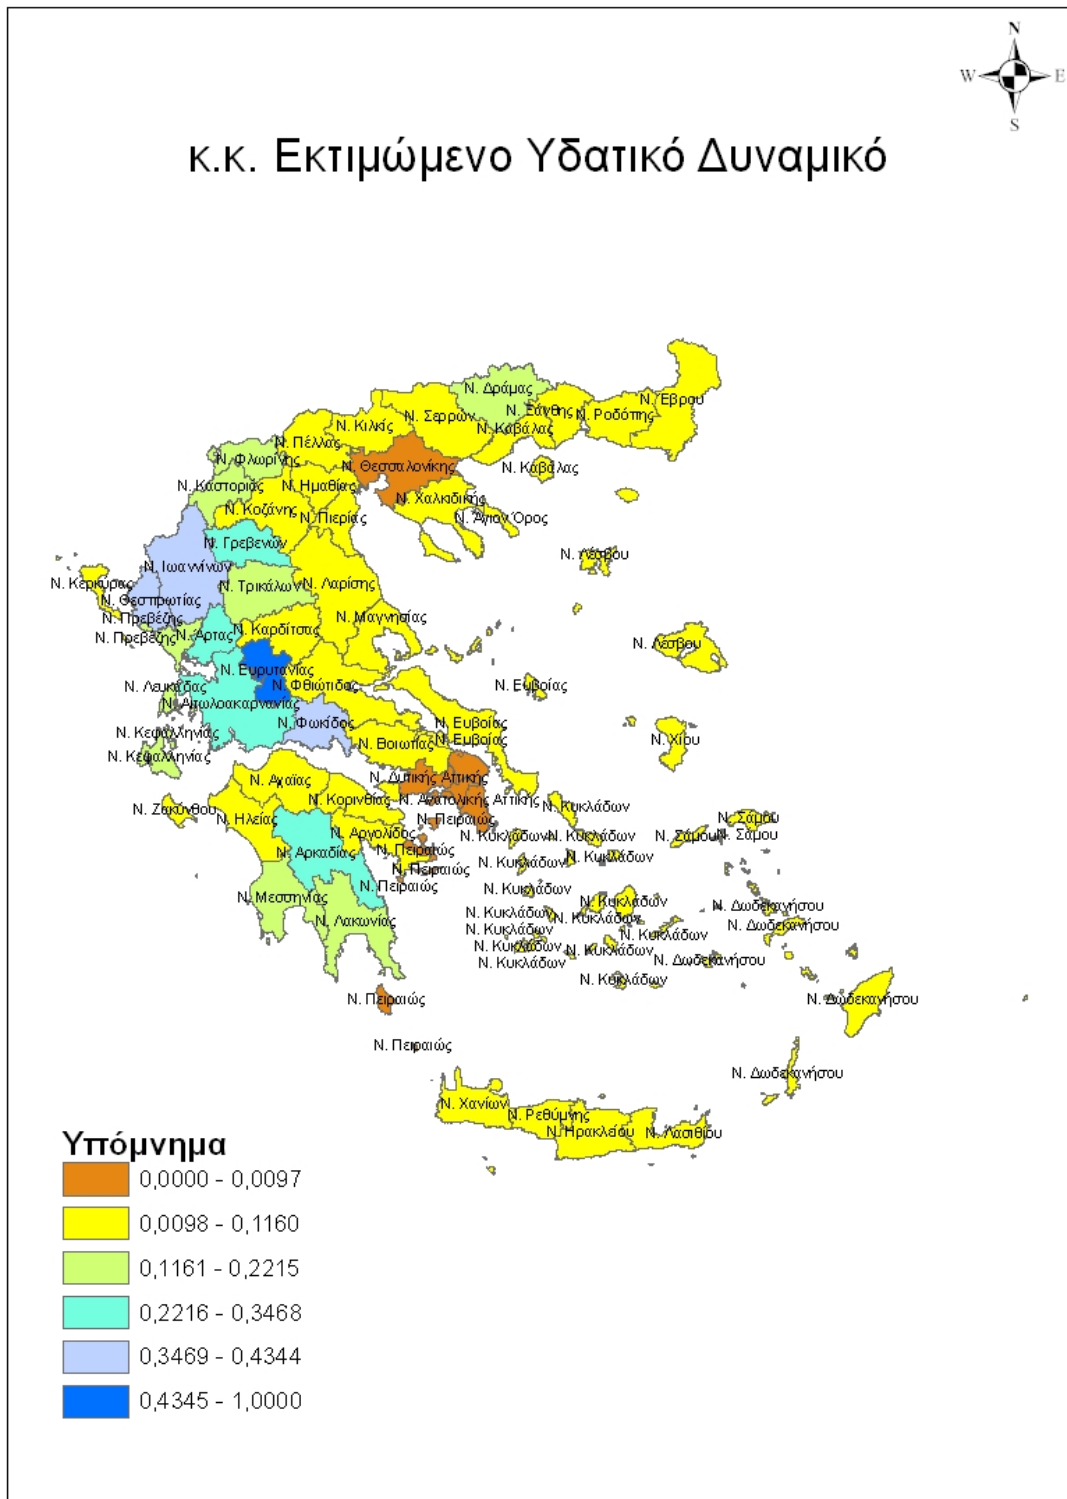 N
W E
S
κ.κ. Εκτιμώμενο Υδατικό Δυναμικό
Ν. Δράμας
Ν. Έβρου
Ν. Ξάνθης
Ν. Ροδόπης
Ν. Σερρών
Ν. Κιλκίς
Ν. Καβάλας
Ν. Πέλλας
Ν. Φλωρίνης
Ν. Θεσσαλονίκης
Ν. Καβάλας
Ν. Καστοριάς
Ν. Ημαθίας
Ν. Χαλκιδικής
Ν. Κοζάνης
Ν. Πιερίας
Ν. Άγιον Όρος
Ν. Γρεβενών
Ν. Λέσβου
Ν. Ιωαννίνων
Ν. Κερκύρας
Ν. Τρικάλων
Ν. Λαρίσης
Ν. Θεσπρωτίας
Ν. Πρεβέζης
Ν. Μαγνησίας
Ν. Πρεβέζης
Ν. Άρτας
Ν. Καρδίτσας
Ν. Λέσβου
Ν. Ευρυτανίας
Ν. Λευκάδας
Ν. Φθιώτιδος
Ν. Ευβοίας
Ν. Αιτωλοακαρνανίας
Ν. Φωκίδος
Ν. Ευβοίας
Ν. Κεφαλληνίας
Ν. Ευβοίας
Ν. Χίου
Ν. Βοιωτίας
Ν. Κεφαλληνίας
Ν. Αχαΐας
Ν. Δυτικής Αττικής
Ν. Κορινθίας
Ν. Ανατολικής Αττικής
Ν. Ζακύνθου
Ν. Κυκλάδων
Ν. Ηλείας
Ν. Πειραιώς
Ν. Σάμου
Ν. Αργολίδος
Ν. Κυκλάδων
Ν. Κυκλάδων
Ν. Σάμου
Ν. Σάμου
Ν. Αρκαδίας
Ν. Πειραιώς
Ν. Κυκλάδων
Ν. Κυκλάδων
Ν. Πειραιώς
Ν. Πειραιώς
Ν. Κυκλάδων
Ν. Μεσσηνίας
Ν. Κυκλάδων
Ν. Δωδεκανήσου
Ν. Κυκλάδων
Ν. Κυκλάδων
Ν. Λακωνίας
Ν. Δωδεκανήσου
Ν. Κυκλάδων
Ν. Κυκλάδων
Ν. Κυκλάδων
Ν. Κυκλάδων
Ν. Κυκλάδων
Ν. Δωδεκανήσου
Ν. Κυκλάδων
Ν. Πειραιώς
Ν. Δωδεκανήσου
Ν. Πειραιώς
Ν. Δωδεκανήσου
Ν. Χανίων
Ν. Ρεθύμνης
Ν. Ηρακλείου
Ν. Λασιθίου
Υπόμνημα
0,0000 - 0,0097
0,0098 - 0,1160
0,1161 - 0,2215
0,2216 - 0,3468
0,3469 - 0,4344
0,4345 - 1,0000